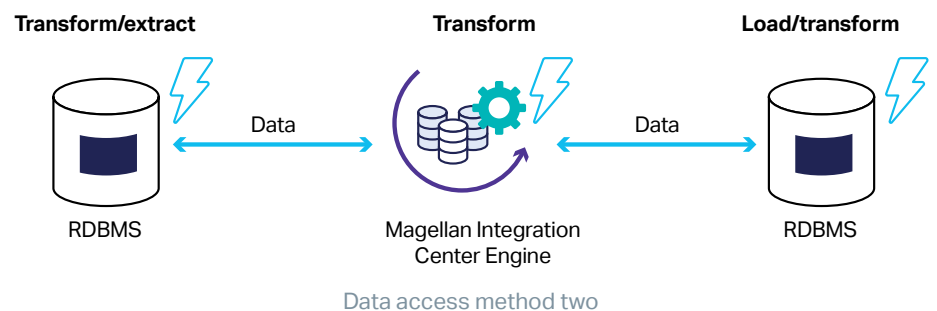 Transform/extract
Transform
Load/transform
Data
Data
RDBMS
Magellan Integration
Center Engine
RDBMS
Data access method two